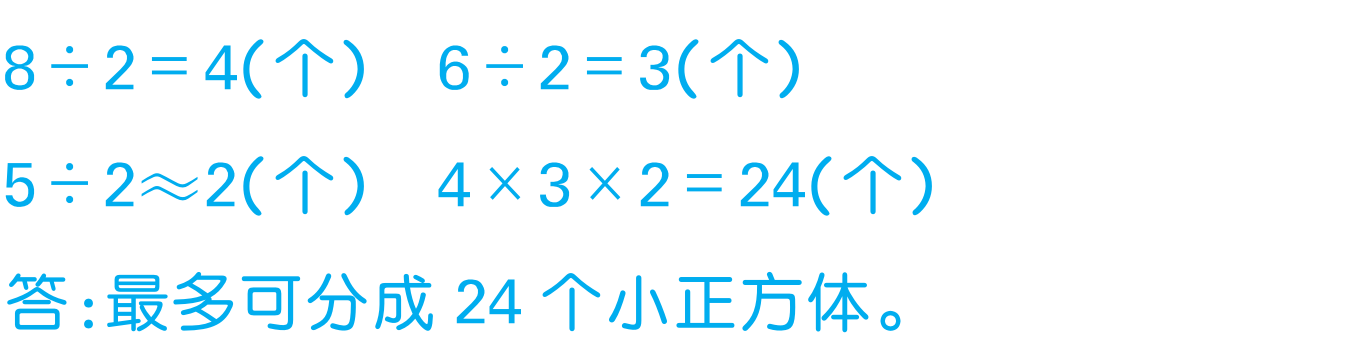 8÷2=4(个) 6÷2=3(个)
5÷2≈2(个) 4×3×2=24(个)
答:最多可分成 24 个小正方体。